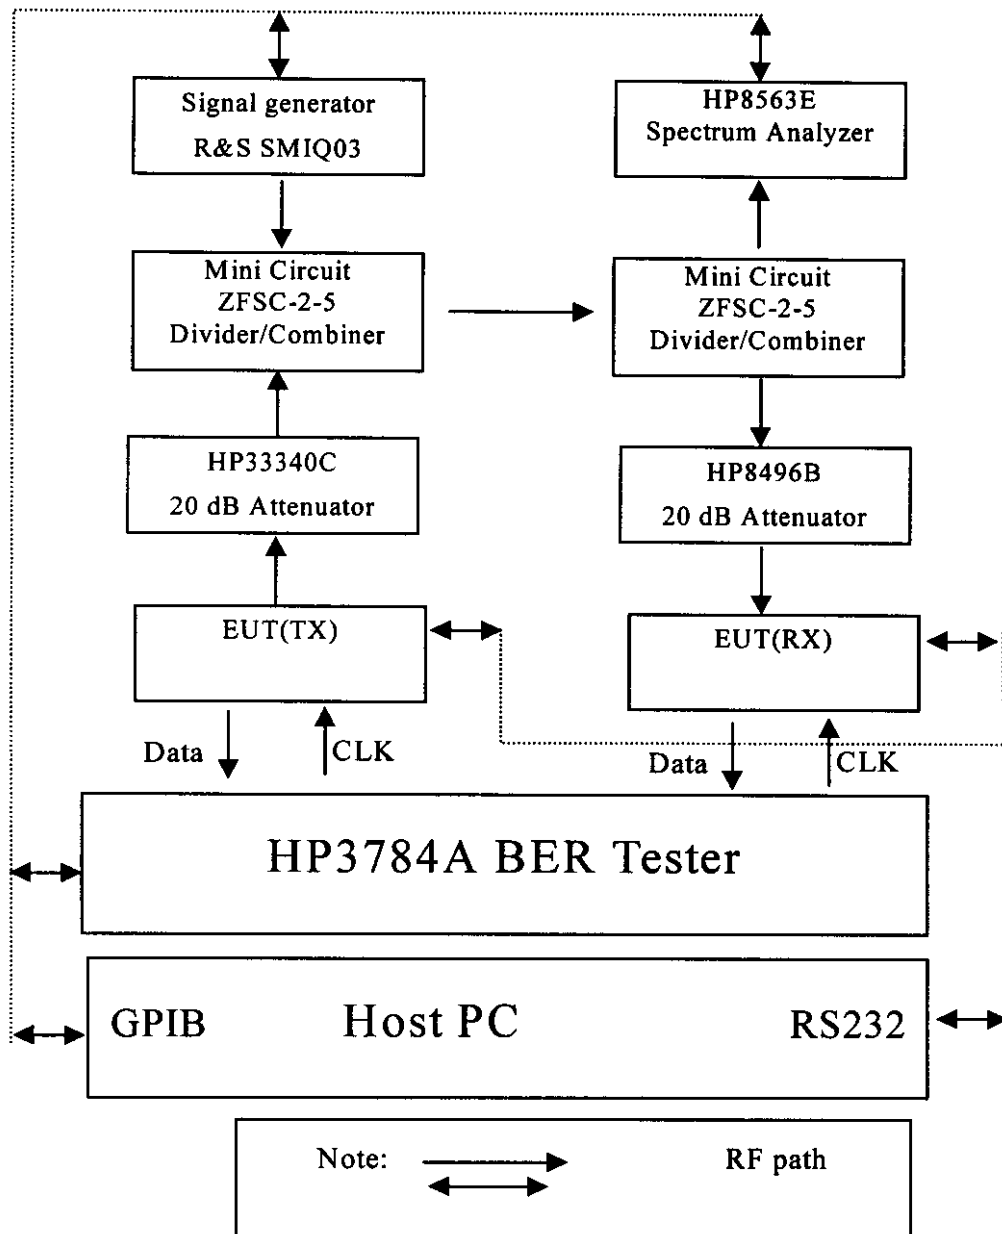 Signal generator
R&S SMIQ03
HP8563E
Spectrum Analyzer
Mini Circuit
ZFSC-2-5
Divider/Combiner
Mini Circuit
ZFSC-2-5
Divider/Combiner
HP33340C
20 dB Attenuator
HP8496B
20 dB Attenuator
EUT(TX)
EUT(RX)
Data
CLK
Data
CLK
HP3784A BER Tester
GPIB
Host PC
RS232
Note:
RF path